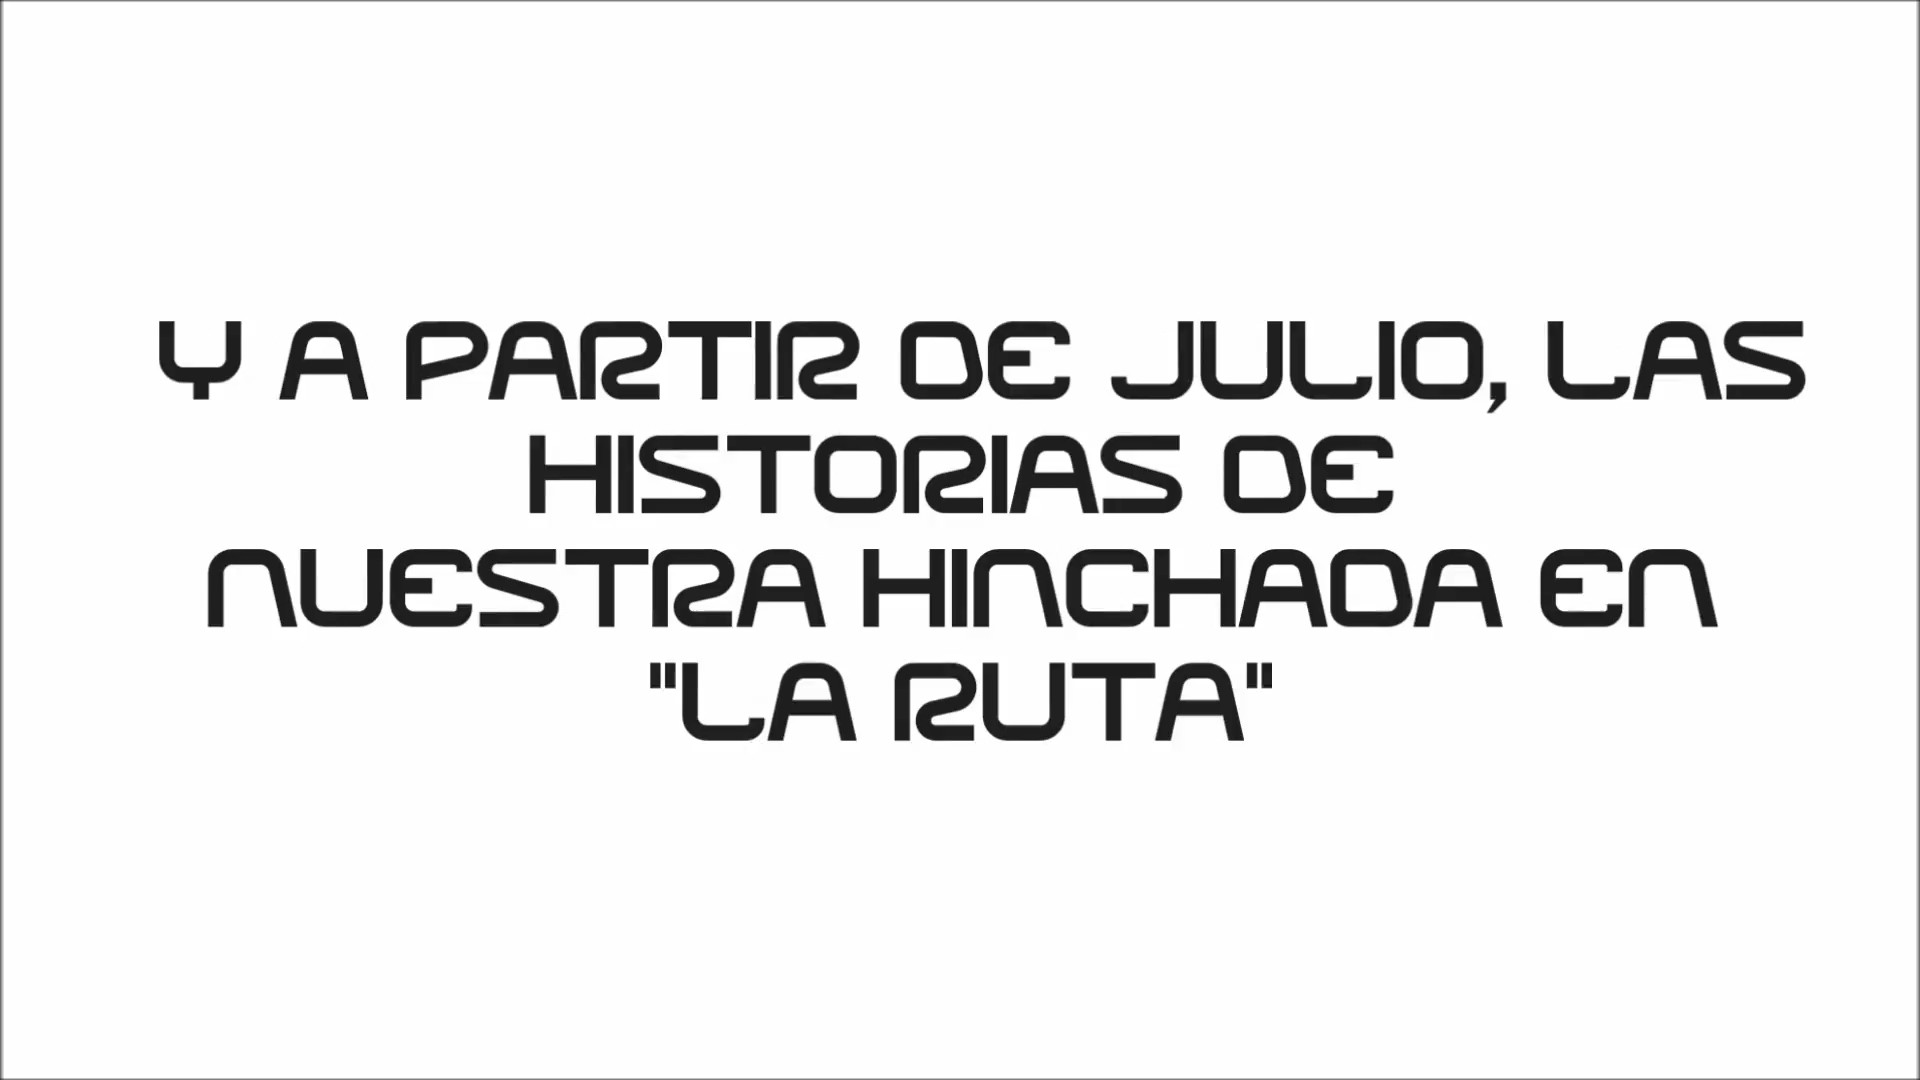 Y A PARTIR DE JULIO, LAS
HISTORIAS DE
NUESTRA HINCHADA EN
"LA RUTA"